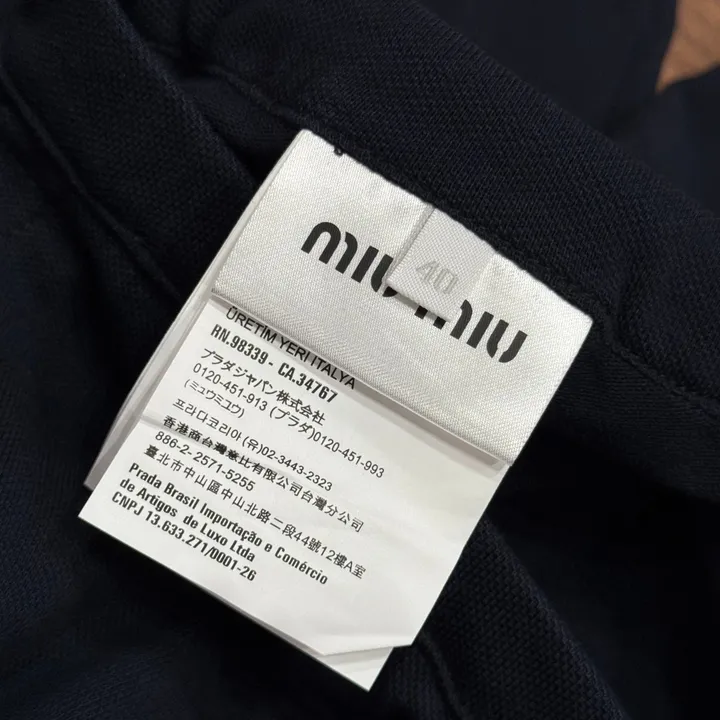 miu miu
40
ÜRETİM YERİ İTALYA
RN.98339 - CA.34767
プラダジャパン株式会社
0120-451-913 (プラダ)0120-451-993
(ミュウミュウ)
프라다코리아(유)02-3443-2323
香港商台灣普比有限公司台灣分公司
886-2-2571-5255
臺北市中山區中山北路二段44號12樓A室
Prada Brasil Importação e Comércio
de Artigos de Luxo Ltda
CNPJ 13.633.271/0001-26